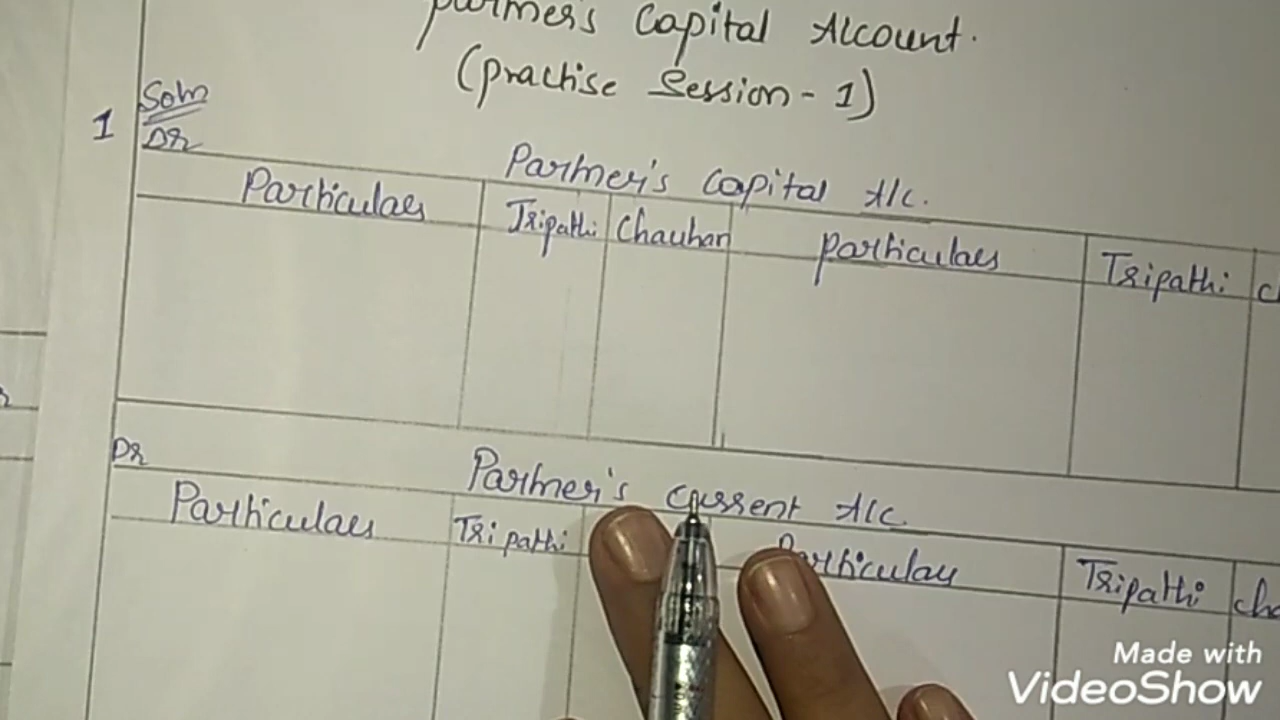 Partner's Capital Account.
(Practise Session - 1)
1 Soln
Dr
Partner's Capital A/c.
Particulars Tripathi Chauhan Particulars Tripathi
Dr
Partner's Current A/c.
Particulars Tripathi Particulars Tripathi
Made with
VideoShow